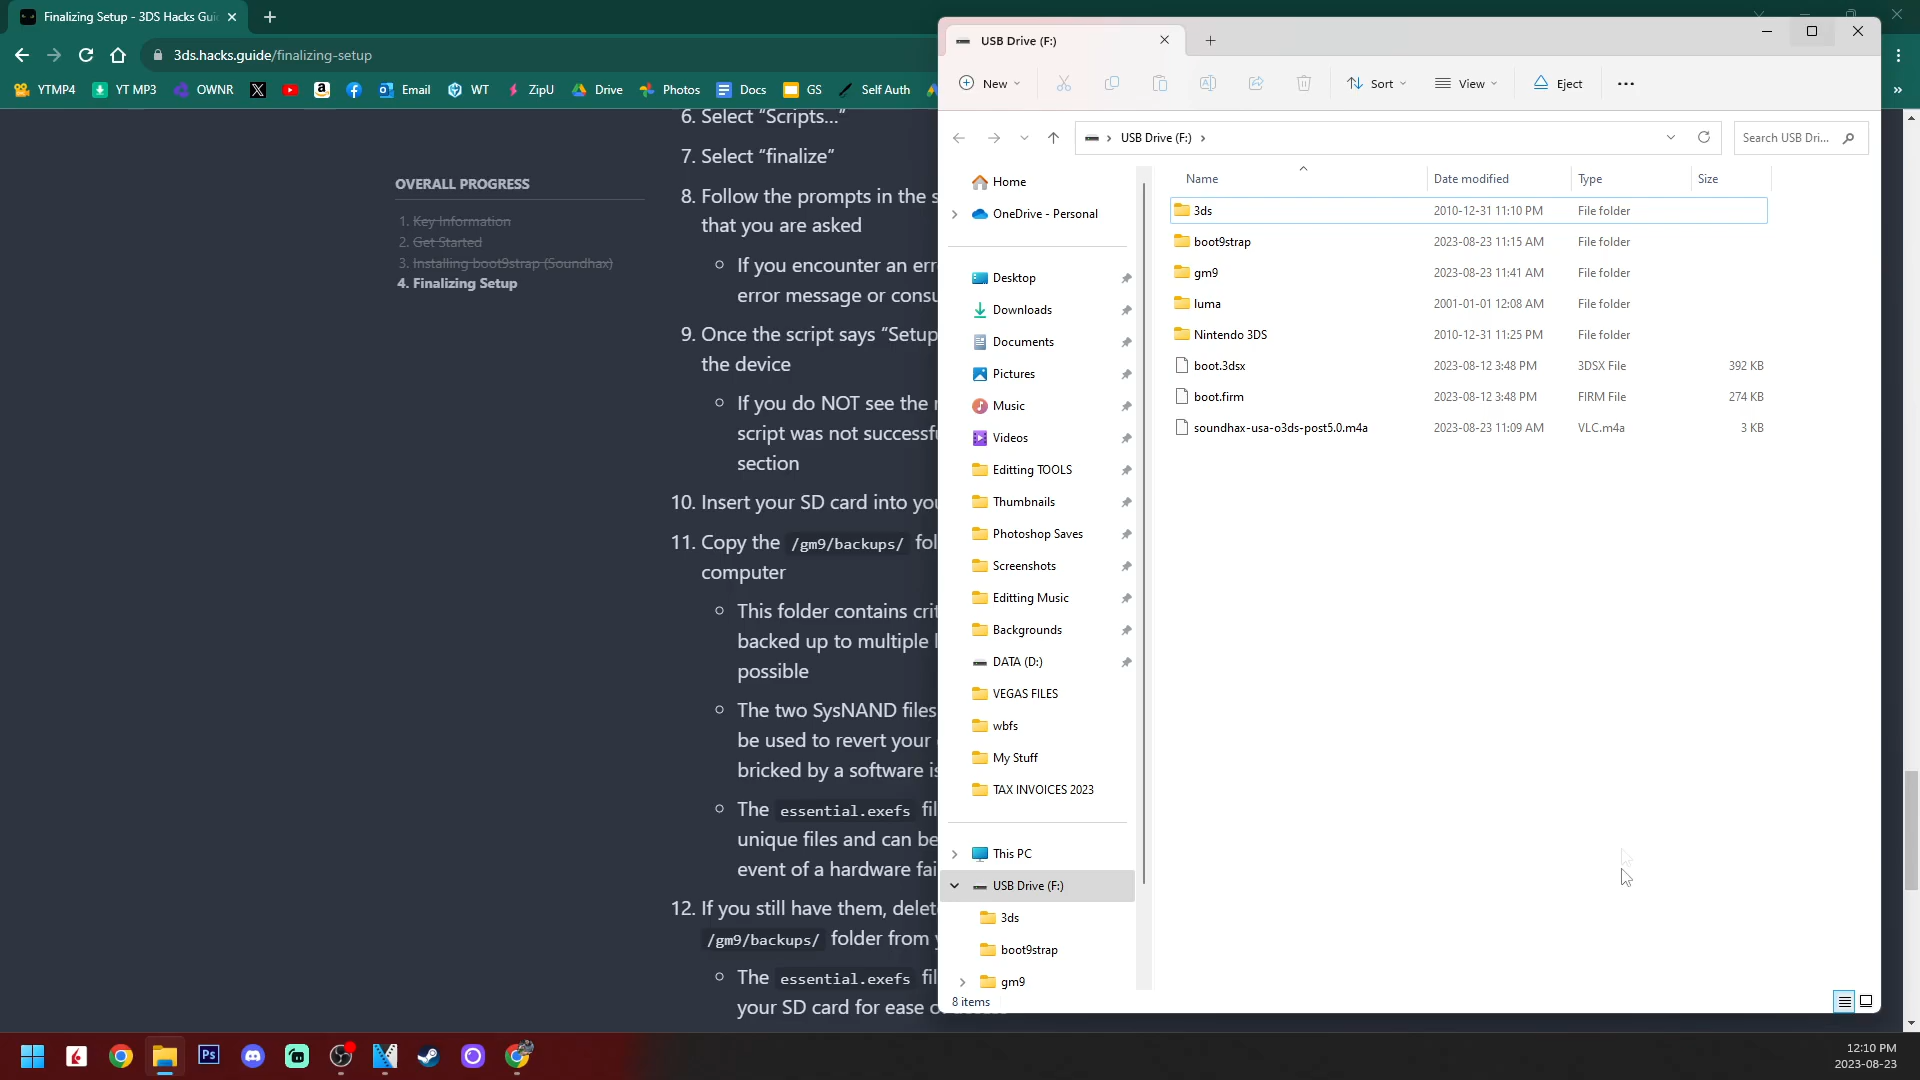 Finalizing Setup - 3DS Hacks Gui
3ds.hacks.guide/finalizing-setup
YTMP4
YT MP3
OWNR
Email
WT
ZipU
Drive
Photos
Docs
GS
Self Auth
»
OVERALL PROGRESS
1. Key Information
2. Get Started
3. Installing boot9strap (Soundhax)
4. Finalizing Setup
6. Select “Scripts…”
7. Select “finalize”
8. Follow the prompts in the s
that you are asked
If you encounter an err
error message or consu
9. Once the script says “Setup
the device
If you do NOT see the
script was not successfu
section
10. Insert your SD card into you
11. Copy the /gm9/backups/ fol
computer
This folder contains crit
backed up to multiple l
possible
The two SysNAND files
be used to revert your
bricked by a software is
The essential.exefs fil
unique files and can be
event of a hardware fai
12. If you still have them, delet
/gm9/backups/ folder from y
The essential.exefs fil
your SD card for ease of access
USB Drive (F:)
New
Sort
View
Eject
USB Drive (F:)
Search USB Dri...
Home
OneDrive - Personal
Desktop
Downloads
Documents
Pictures
Music
Videos
Editting TOOLS
Thumbnails
Photoshop Saves
Screenshots
Editting Music
Backgrounds
DATA (D:)
VEGAS FILES
wbfs
My Stuff
TAX INVOICES 2023
This PC
USB Drive (F:)
3ds
boot9strap
gm9
8 items
Name Date modified Type Size
3ds 2010-12-31 11:10 PM File folder
boot9strap 2023-08-23 11:15 AM File folder
gm9 2023-08-23 11:41 AM File folder
luma 2001-01-01 12:08 AM File folder
Nintendo 3DS 2010-12-31 11:25 PM File folder
boot.3dsx 2023-08-12 3:48 PM 3DSX File 392 KB
boot.firm 2023-08-12 3:48 PM FIRM File 274 KB
soundhax-usa-o3ds-post5.0.m4a 2023-08-23 11:09 AM VLC.m4a 3 KB
Ps
12:10 PM
2023-08-23